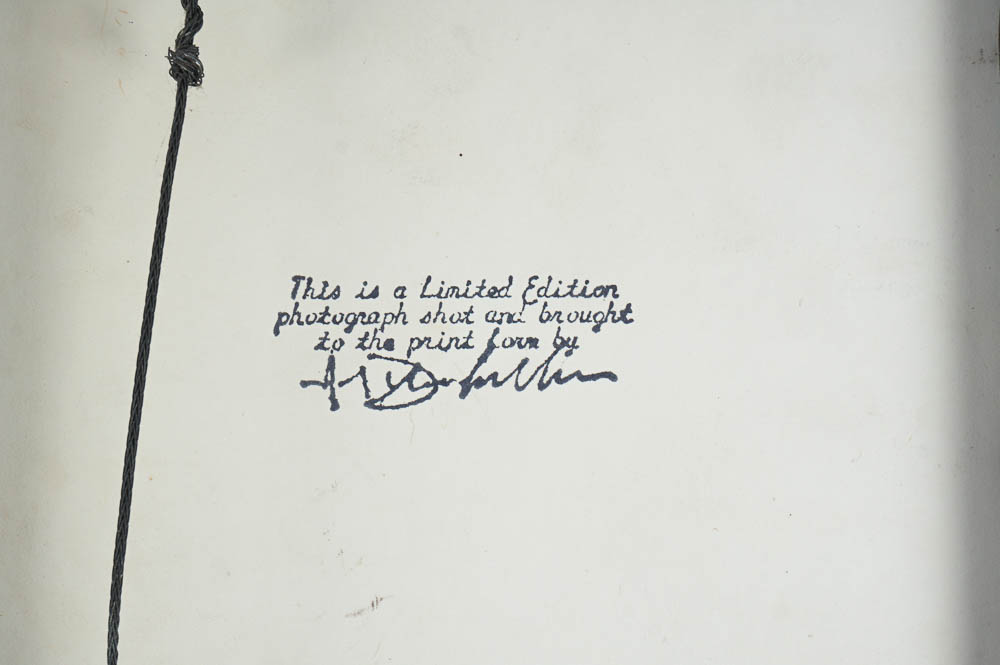 This is a Limited Edition
photograph shot and brought
to the print form by